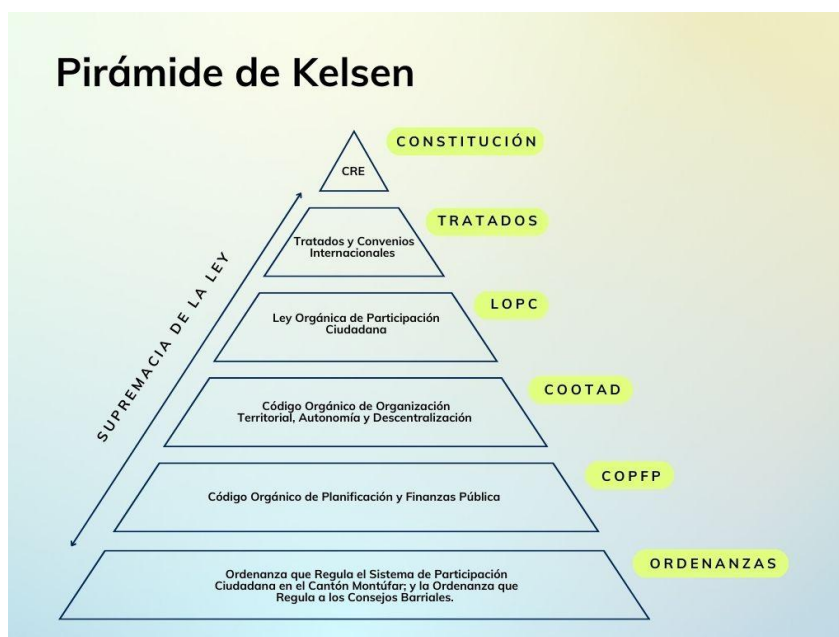 Pirámide de Kelsen
CONSTITUCIÓN
CRE
TRATADOS
Tratados y Convenios
Internacionales
SUPREMACIA DE LA LEY
LOPC
Ley Orgánica de Participación
Ciudadana
COOTAD
Código Orgánico de Organización
Territorial, Autonomía y Descentralización
COPFP
Código Orgánico de Planificación y Finanzas Pública
ORDENANZAS
Ordenanza que Regula el Sistema de Participación
Ciudadana en el Cantón Montúfar; y la Ordenanza que
Regula a los Consejos Barriales.